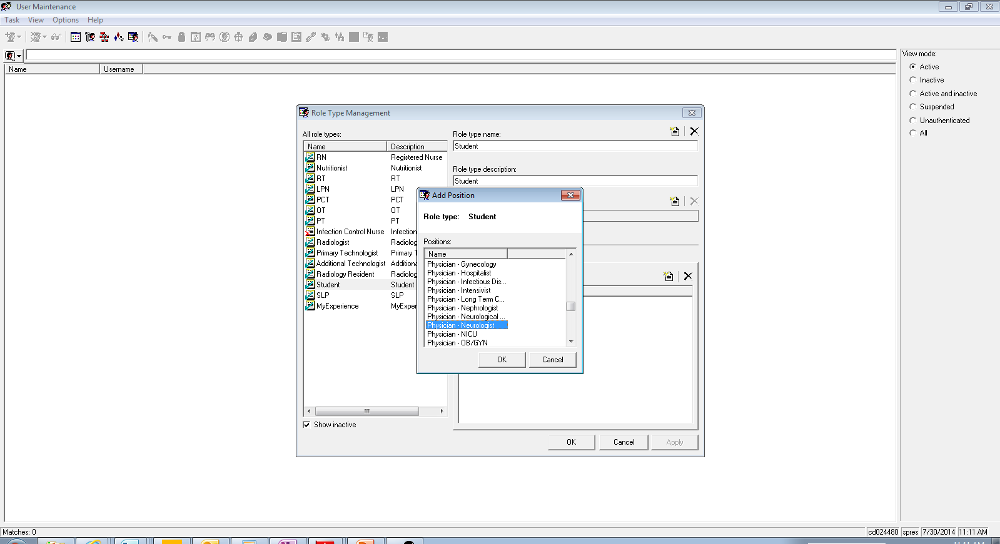 User Maintenance
Task View Options Help
Name Username
View mode:
Active
Inactive
Active and inactive
Suspended
Unauthenticated
All
Role Type Management
All role types:
Name Description
RN Registered Nurse
Nutritionist Nutritionist
RT RT
LPN LPN
PCT PCT
OT OT
PT PT
Infection Control Nurse Infection
Radiologist Radiolog
Primary Technologist Primary T
Additional Technologist Additiona
Radiology Resident Radiolog
Student Student
SLP SLP
MyExperience MyExper
Show inactive
Role type name:
Student
Role type description:
Student
Add Position
Role type: Student
Positions:
Name
Physician - Gynecology
Physician - Hospitalist
Physician - Infectious Dis...
Physician - Intensivist
Physician - Long Term C...
Physician - Nephrologist
Physician - Neurological ...
Physician - Neurologist
Physician - NICU
Physician - OB/GYN
OK Cancel
OK Cancel Apply
Matches: 0
cd024480 spres 7/30/2014 11:11 AM